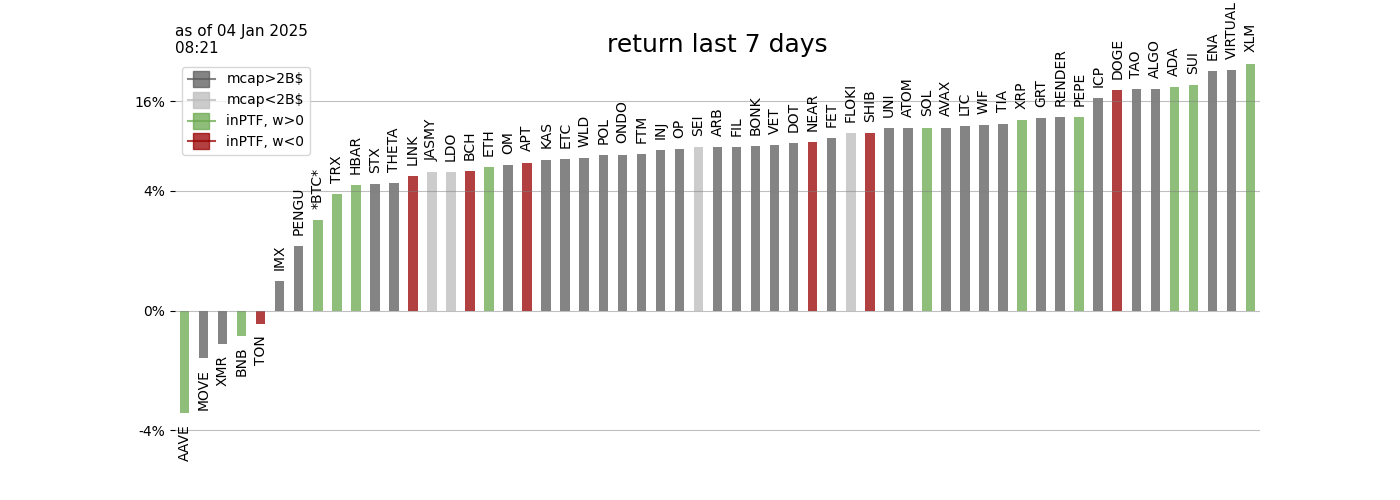 as of 04 Jan 2025
08:21
return last 7 days
mcap>2B$
mcap<2B$
inPTF, w>0
inPTF, w<0
16%
4%
0%
-4%
AAVE
MOVE
XMR
BNB
TON
IMX
PENGU
*BTC*
TRX
HBAR
STX
THETA
LINK
JASMY
LDO
BCH
ETH
OM
APT
KAS
ETC
WLD
POL
ONDO
FTM
INJ
OP
SEI
ARB
FIL
BONK
VET
DOT
NEAR
FET
FLOKI
SHIB
UNI
ATOM
SOL
AVAX
LTC
WIF
TIA
XRP
GRT
RENDER
PEPE
ICP
DOGE
TAO
ALGO
ADA
SUI
ENA
VIRTUAL
XLM